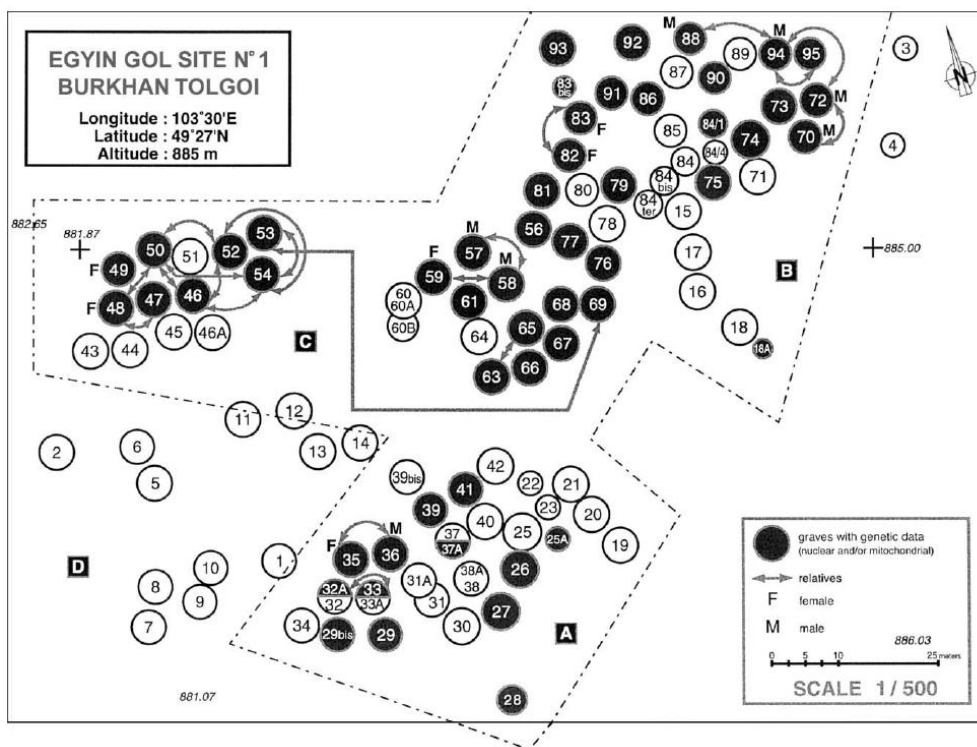 EGYIN GOL SITE N° 1
BURKHAN TOLGOI
Longitude : 103°30'E
Latitude : 49°27'N
Altitude : 885 m
N
M
88
M
93
92
89
94
95
3
87
90
83 bis
91
86
73
72
M
83
F
84/1
85
74
70
M
4
82
F
84/4
84
71
81
80
79
84 bis
75
84 ter
15
882.65
881.87
50
51
52
53
M
57
56
77
78
17
885.00
F
49
54
F
59
M
58
76
B
F
48
47
46
60
60A
61
68
69
16
45
46A
60B
64
65
67
18
18A
43
44
C
63
66
11
12
13
14
2
6
5
39bis
42
22
21
41
39
40
23
20
37
37A
25
25A
19
F
35
M
36
D
1
10
8
9
7
32A
32
33
33A
31A
31
38A
38
26
34
29bis
29
30
27
A
28
881.07
graves with genetic data
(nuclear and/or mitochondrial)
relatives
F female
M male
886.03
0 5 10 25 meters
SCALE 1 / 500